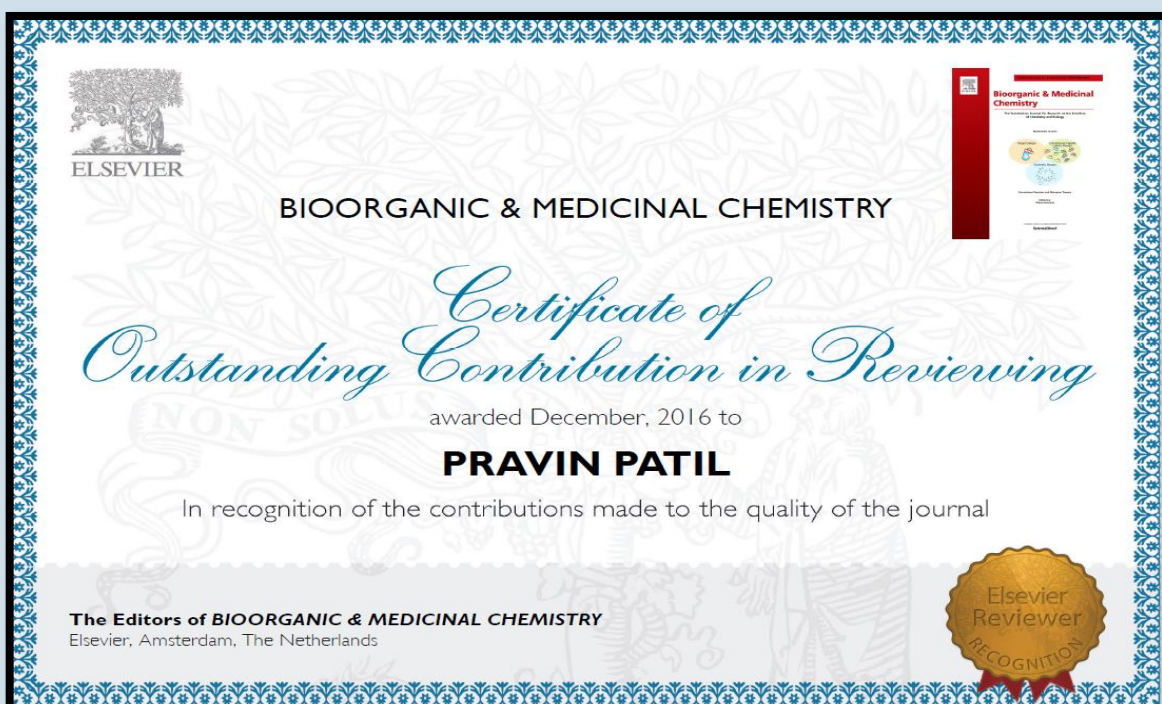 ELSEVIER
Bioorganic & Medicinal
Chemistry
BIOORGANIC & MEDICINAL CHEMISTRY
Certificate of
Outstanding Contribution in Reviewing
NON SOLUS
awarded December, 2016 to
PRAVIN PATIL
In recognition of the contributions made to the quality of the journal
The Editors of BIOORGANIC & MEDICINAL CHEMISTRY
Elsevier, Amsterdam, The Netherlands
Elsevier
Reviewer
RECOGNITION